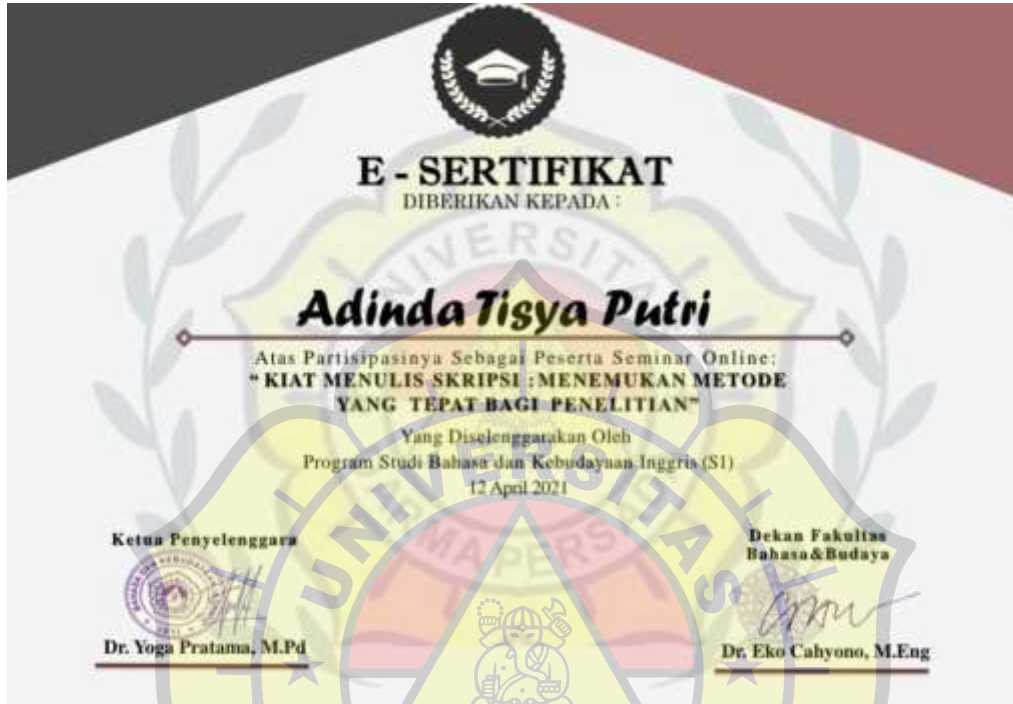 E - SERTIFIKAT
DIBERIKAN KEPADA :
Adinda Tisya Putri
Atas Partisipasinya Sebagai Peserta Seminar Online:
" KIAT MENULIS SKRIPSI : MENEMUKAN METODE
YANG TEPAT BAGI PENELITIAN"
Yang Diselenggarakan Oleh
Program Studi Bahasa dan Kebudayaan Inggris (S1)
12 April 2021
Ketua Penyelenggara
Dr. Yoga Pratama, M.Pd
Dekan Fakultas
Bahasa&Budaya
Dr. Eko Cahyono, M.Eng
UNIVERSITAS
UNIVERSITAS